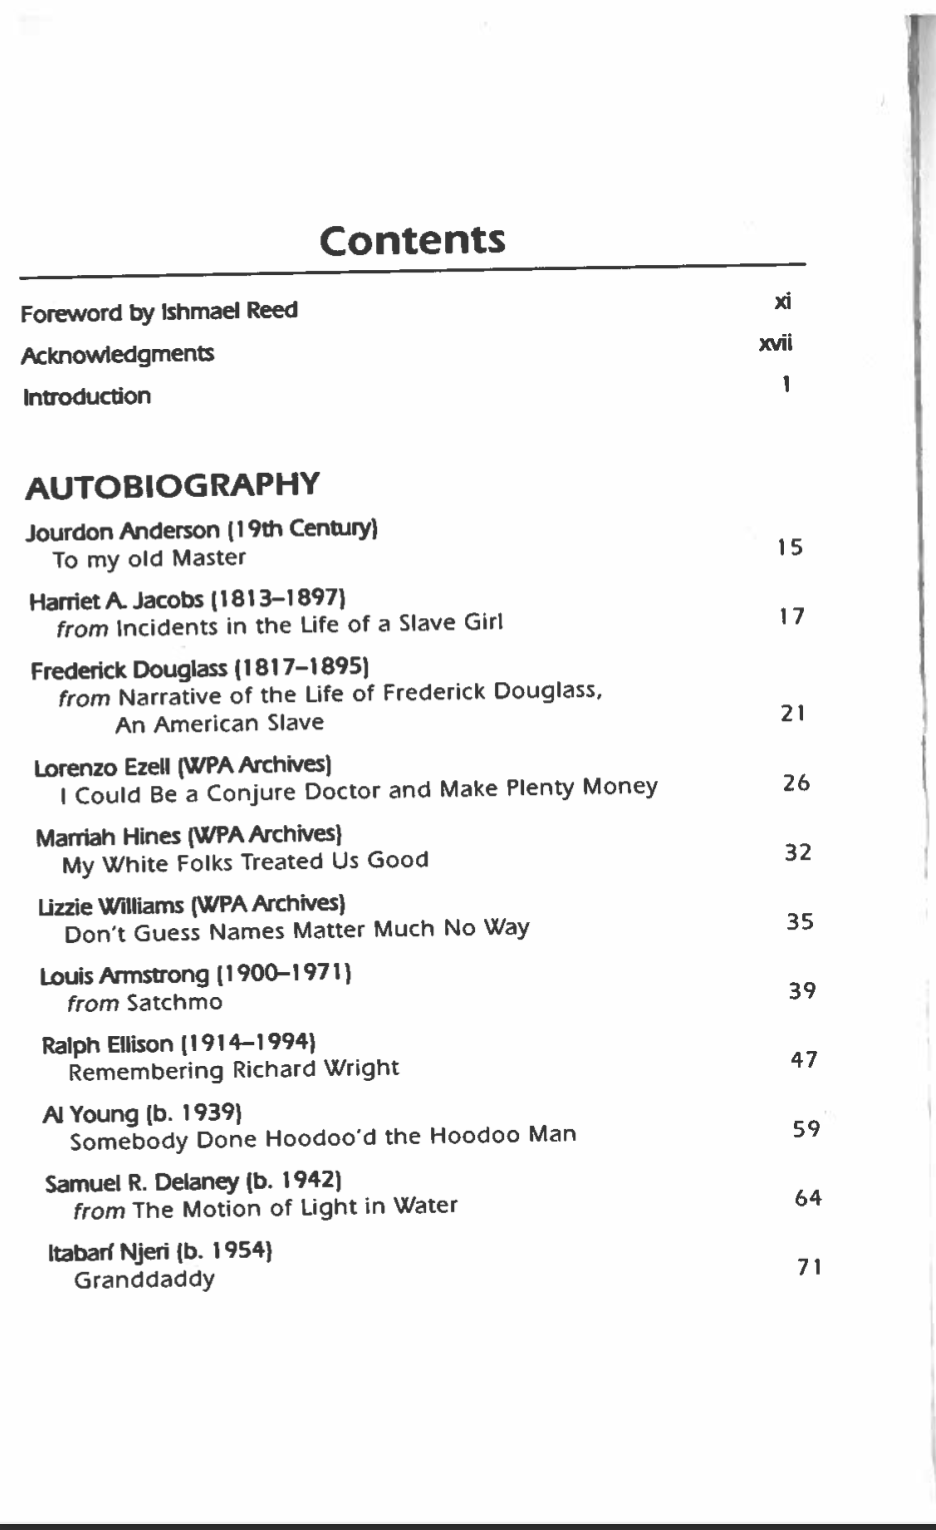 Contents
Foreword by Ishmael Reed xi
Acknowledgments xvii
Introduction 1
AUTOBIOGRAPHY
Jourdon Anderson (19th Century)
To my old Master 15
Harriet A. Jacobs (1813–1897)
from Incidents in the Life of a Slave Girl 17
Frederick Douglass (1817–1895)
from Narrative of the Life of Frederick Douglass,
An American Slave 21
Lorenzo Ezell (WPA Archives)
I Could Be a Conjure Doctor and Make Plenty Money 26
Marriah Hines (WPA Archives)
My White Folks Treated Us Good 32
Lizzie Williams (WPA Archives)
Don't Guess Names Matter Much No Way 35
Louis Armstrong (1900–1971)
from Satchmo 39
Ralph Ellison (1914–1994)
Remembering Richard Wright 47
Al Young (b. 1939)
Somebody Done Hoodoo'd the Hoodoo Man 59
Samuel R. Delaney (b. 1942)
from The Motion of Light in Water 64
Itabarí Njeri (b. 1954)
Granddaddy 71